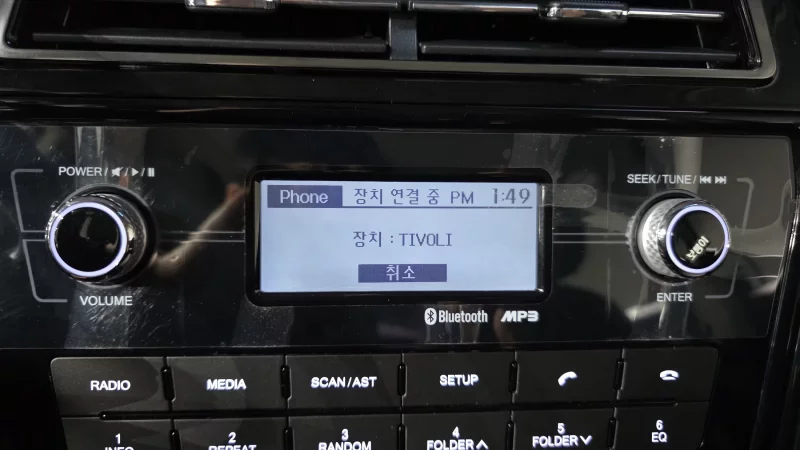 POWER / / /
SEEK/TUNE /
Phone 장치 연결 중 PM 1:49
장치 : TIVOLI
취소
VOLUME
ENTER
Bluetooth MP3
RADIO MEDIA SCAN/AST SETUP
1 2 3 4 5 6
INFO REPEAT RANDOM FOLDER∧ FOLDER∨ EQ